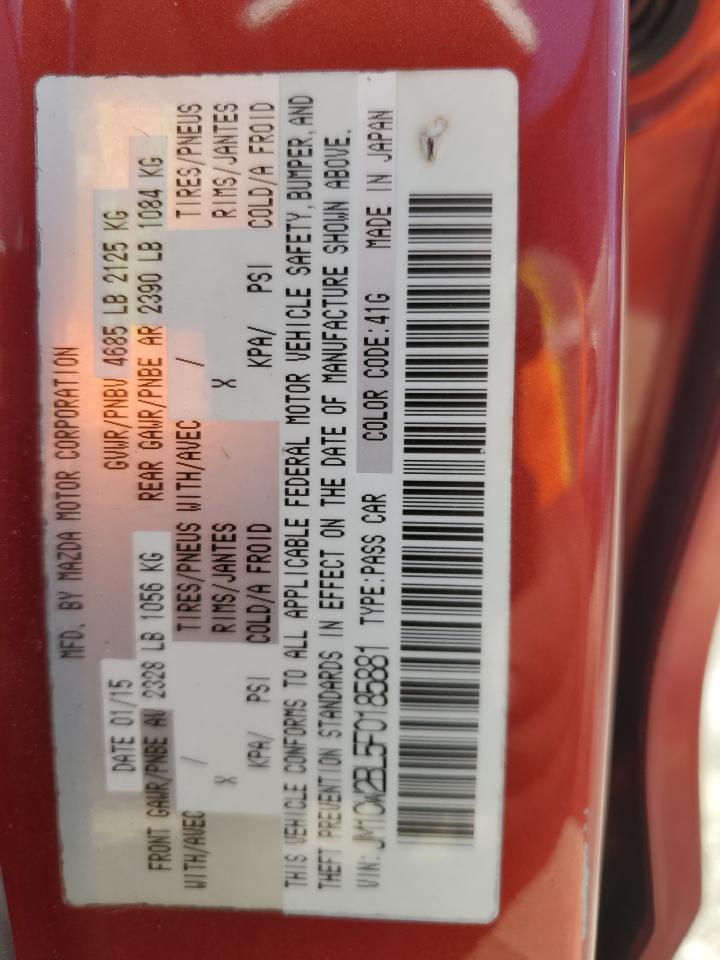 MFD. BY MAZDA MOTOR CORPORATION
DATE 01/15 GVWR/PNBV 4685 LB 2125 KG
FRONT GAWR/PNBE AV 2328 LB 1056 KG REAR GAWR/PNBE AR 2390 LB 1084 KG
WITH/AVEC / TIRES/PNEUS WITH/AVEC / TIRES/PNEUS
X RIMS/JANTES X RIMS/JANTES
KPA/ PSI COLD/A FROID KPA/ PSI COLD/A FROID
THIS VEHICLE CONFORMS TO ALL APPLICABLE FEDERAL MOTOR VEHICLE SAFETY, BUMPER, AND
THEFT PREVENTION STANDARDS IN EFFECT ON THE DATE OF MANUFACTURE SHOWN ABOVE.
VIN: JM1CW2BL5F0185881 TYPE:PASS CAR COLOR CODE:41G MADE IN JAPAN